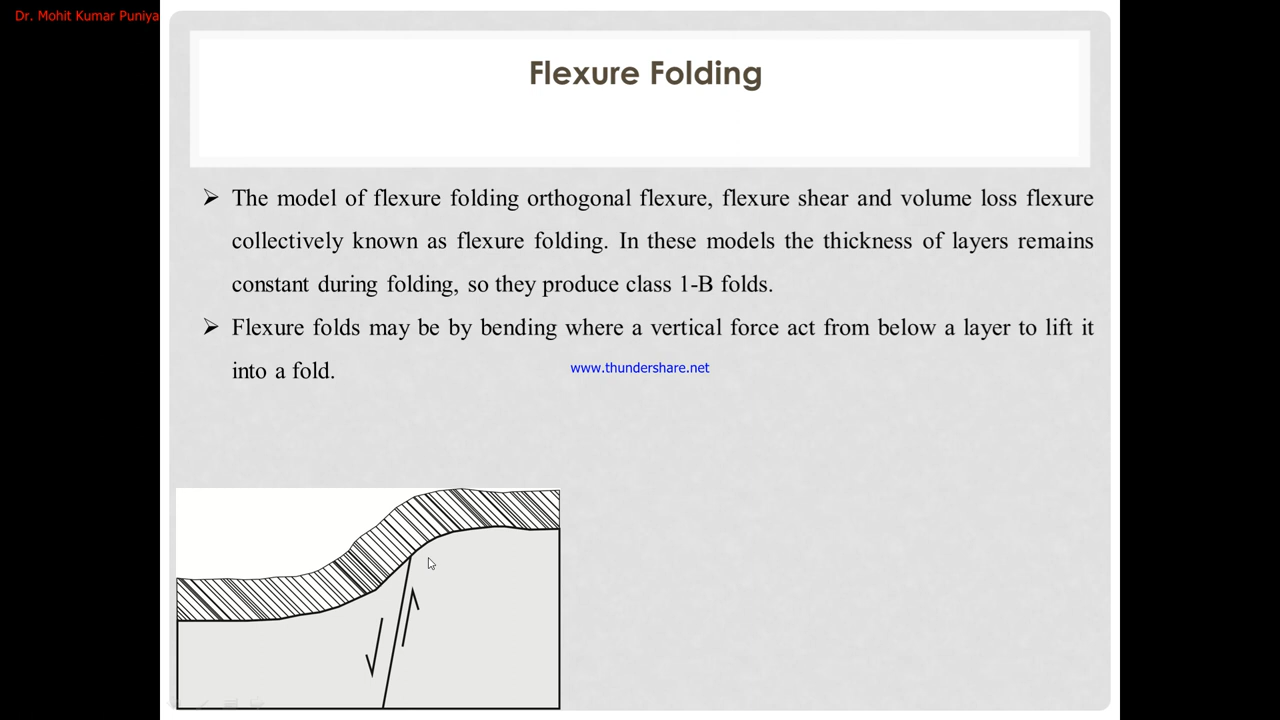 Dr. Mohit Kumar Puniya
Flexure Folding
➢ The model of flexure folding orthogonal flexure, flexure shear and volume loss flexure
collectively known as flexure folding. In these models the thickness of layers remains
constant during folding, so they produce class 1-B folds.
➢ Flexure folds may be by bending where a vertical force act from below a layer to lift it
into a fold.
www.thundershare.net